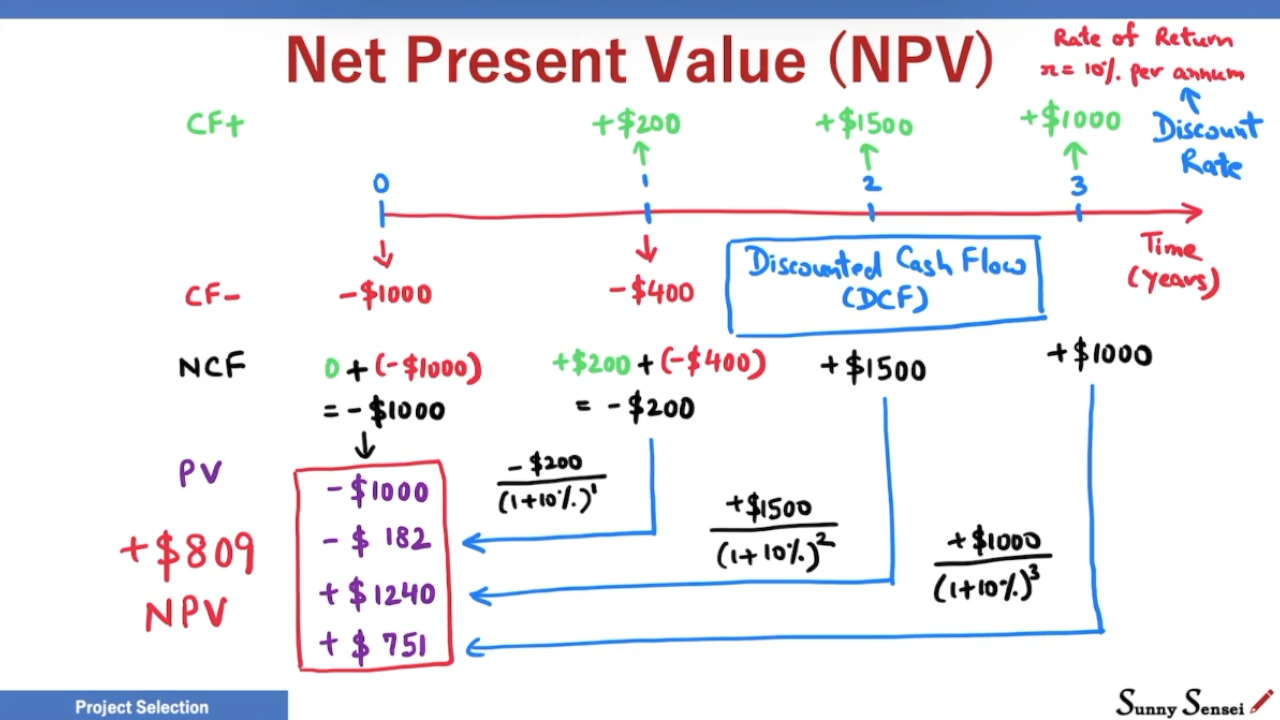 Net Present Value (NPV)
Rate of Return
r = 10% per annum
Discount
Rate
CF+
+$200
+$1500
+$1000
0
1
2
3
Time
(years)
CF-
-$1000
-$400
Discounted Cash Flow
(DCF)
NCF
0 + (-$1000)
= -$1000
+$200 + (-$400)
= -$200
+$1500
+$1000
PV
-$1000
-$ 182
+$1240
+$ 751
-$200
(1+10%)^1
+$1500
(1+10%)^2
+$1000
(1+10%)^3
+$809
NPV
Project Selection
Sunny Sensei